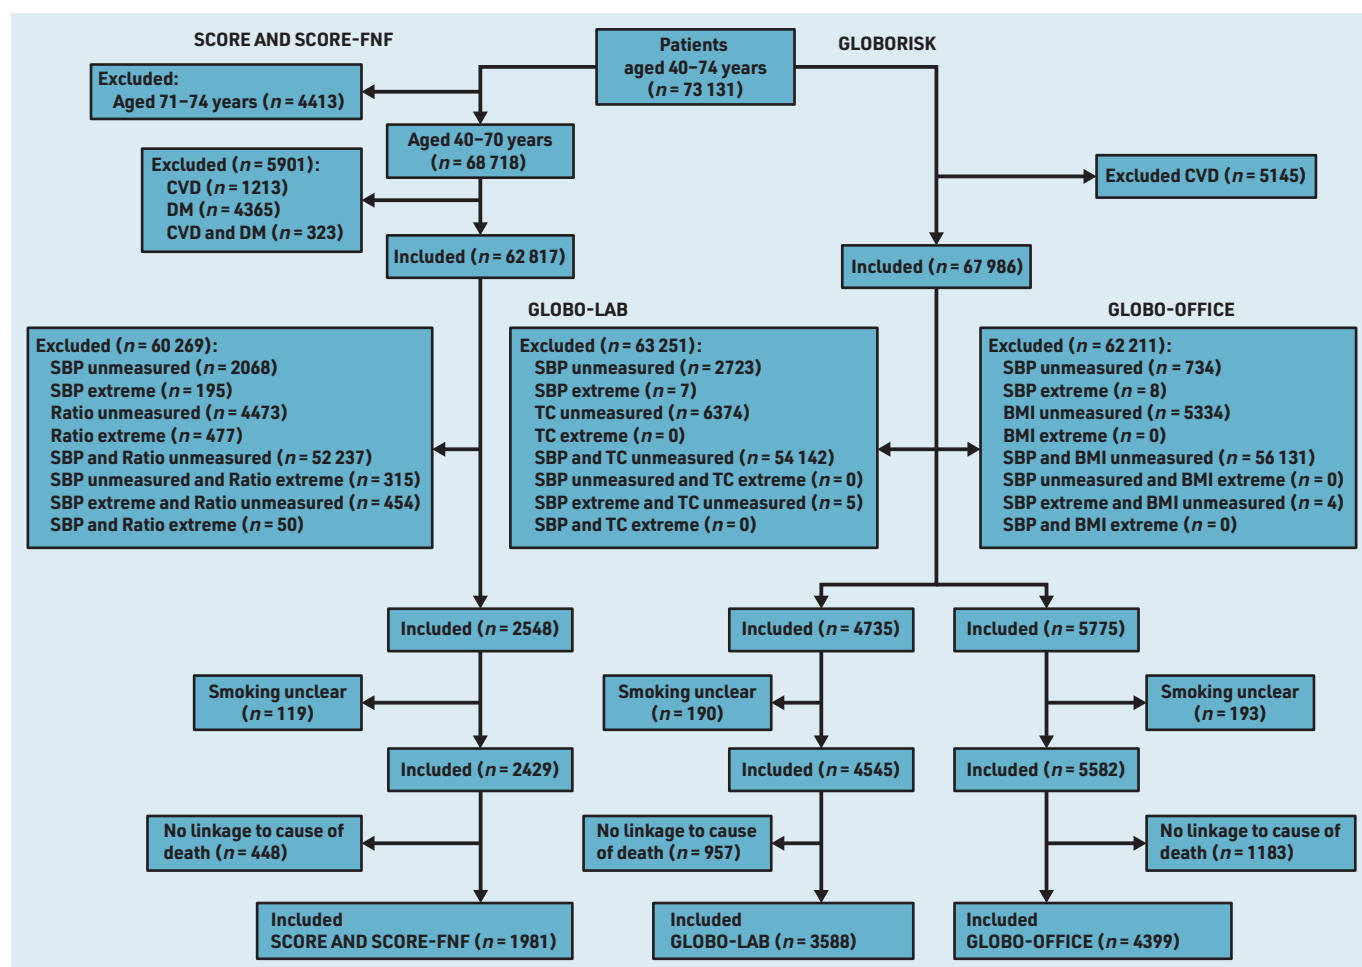 SCORE AND SCORE-FNF
Patients
aged 40–74 years
(n = 73 131)
GLOBORISK
Excluded:
Aged 71–74 years (n = 4413)
Aged 40–70 years
(n = 68 718)
Excluded (n = 5901):
CVD (n = 1213)
DM (n = 4365)
CVD and DM (n = 323)
Excluded CVD (n = 5145)
Included (n = 62 817)
Included (n = 67 986)
GLOBO-LAB
GLOBO-OFFICE
Excluded (n = 60 269):
SBP unmeasured (n = 2068)
SBP extreme (n = 195)
Ratio unmeasured (n = 4473)
Ratio extreme (n = 477)
SBP and Ratio unmeasured (n = 52 237)
SBP unmeasured and Ratio extreme (n = 315)
SBP extreme and Ratio unmeasured (n = 454)
SBP and Ratio extreme (n = 50)
Excluded (n = 63 251):
SBP unmeasured (n = 2723)
SBP extreme (n = 7)
TC unmeasured (n = 6374)
TC extreme (n = 0)
SBP and TC unmeasured (n = 54 142)
SBP unmeasured and TC extreme (n = 0)
SBP extreme and TC unmeasured (n = 5)
SBP and TC extreme (n = 0)
Excluded (n = 62 211):
SBP unmeasured (n = 734)
SBP extreme (n = 8)
BMI unmeasured (n = 5334)
BMI extreme (n = 0)
SBP and BMI unmeasured (n = 56 131)
SBP unmeasured and BMI extreme (n = 0)
SBP extreme and BMI unmeasured (n = 4)
SBP and BMI extreme (n = 0)
Included (n = 2548)
Included (n = 4735)
Included (n = 5775)
Smoking unclear
(n = 119)
Smoking unclear
(n = 190)
Smoking unclear
(n = 193)
Included (n = 2429)
Included (n = 4545)
Included (n = 5582)
No linkage to cause of
death (n = 448)
No linkage to cause
of death (n = 957)
No linkage to cause of
death (n = 1183)
Included
SCORE AND SCORE-FNF (n = 1981)
Included
GLOBO-LAB (n = 3588)
Included
GLOBO-OFFICE (n = 4399)